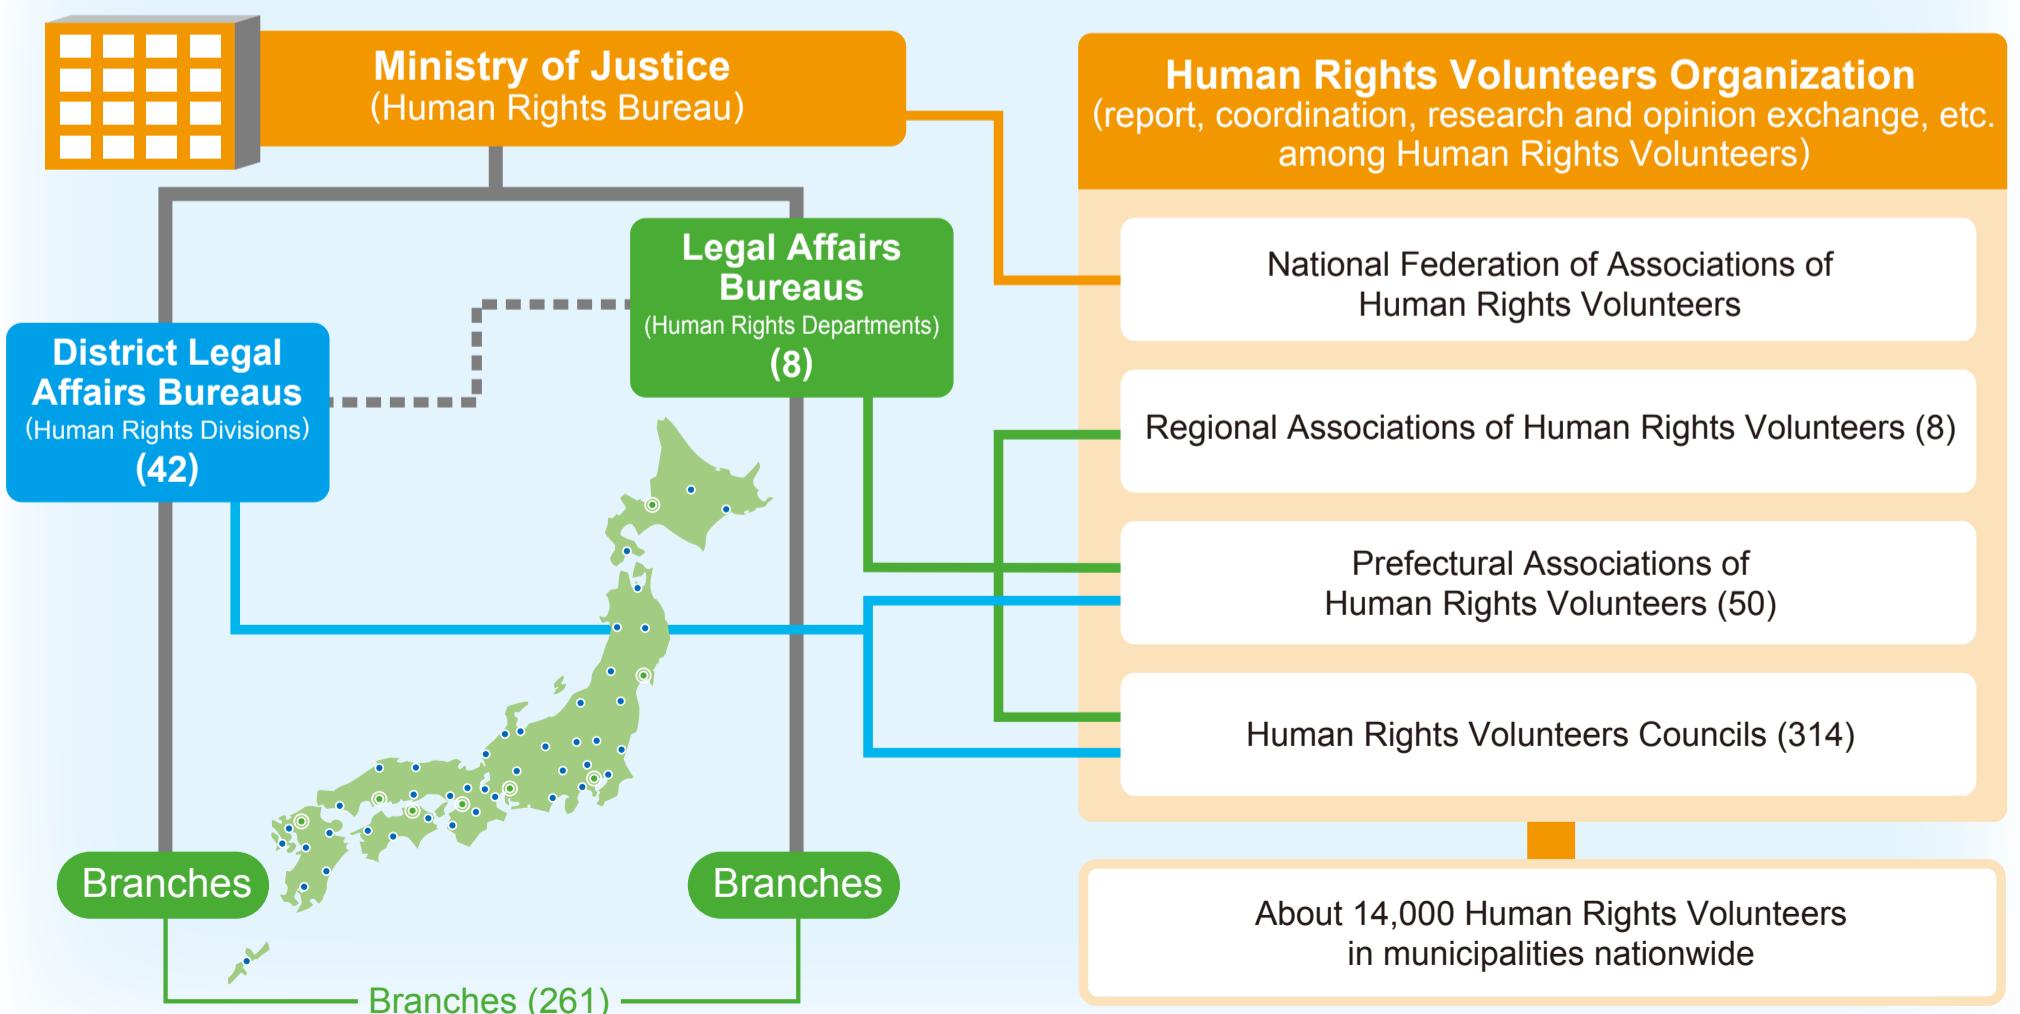 Ministry of Justice
(Human Rights Bureau)
Legal Affairs
Bureaus
(Human Rights Departments)
(8)
District Legal
Affairs Bureaus
(Human Rights Divisions)
(42)
Branches
Branches
Branches (261)
Human Rights Volunteers Organization
(report, coordination, research and opinion exchange, etc.
among Human Rights Volunteers)
National Federation of Associations of
Human Rights Volunteers
Regional Associations of Human Rights Volunteers (8)
Prefectural Associations of
Human Rights Volunteers (50)
Human Rights Volunteers Councils (314)
About 14,000 Human Rights Volunteers
in municipalities nationwide